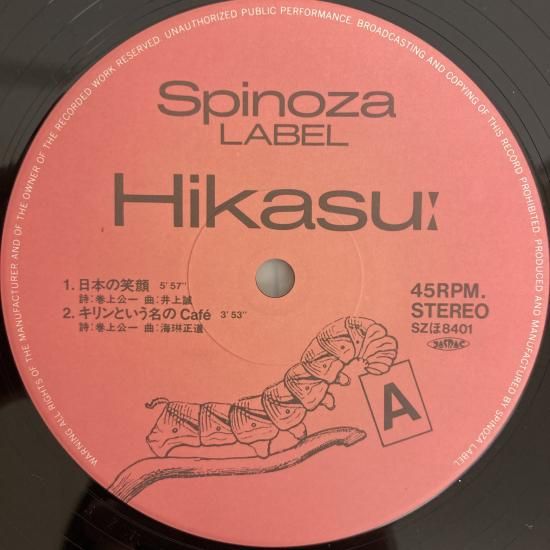 Spinoza
LABEL
Hikasu:
1. 日本の笑顔 5'57"
詩:巻上公一 曲:井上誠
2. キリンという名のCafé 3'53"
詩:巻上公一 曲:海琳正道
45RPM.
STEREO
SZほ8401
JASRAC
A
WARNING ALL RIGHTS OF THE MANUFACTURER AND OF THE OWNER OF THE RECORDED WORK RESERVED. UNAUTHORIZED PUBLIC PERFORMANCE. BROADCASTING AND COPYING OF THIS RECORD PROHIBITED. PRODUCED AND MANUFACTURED BY SPINOZA LABEL.